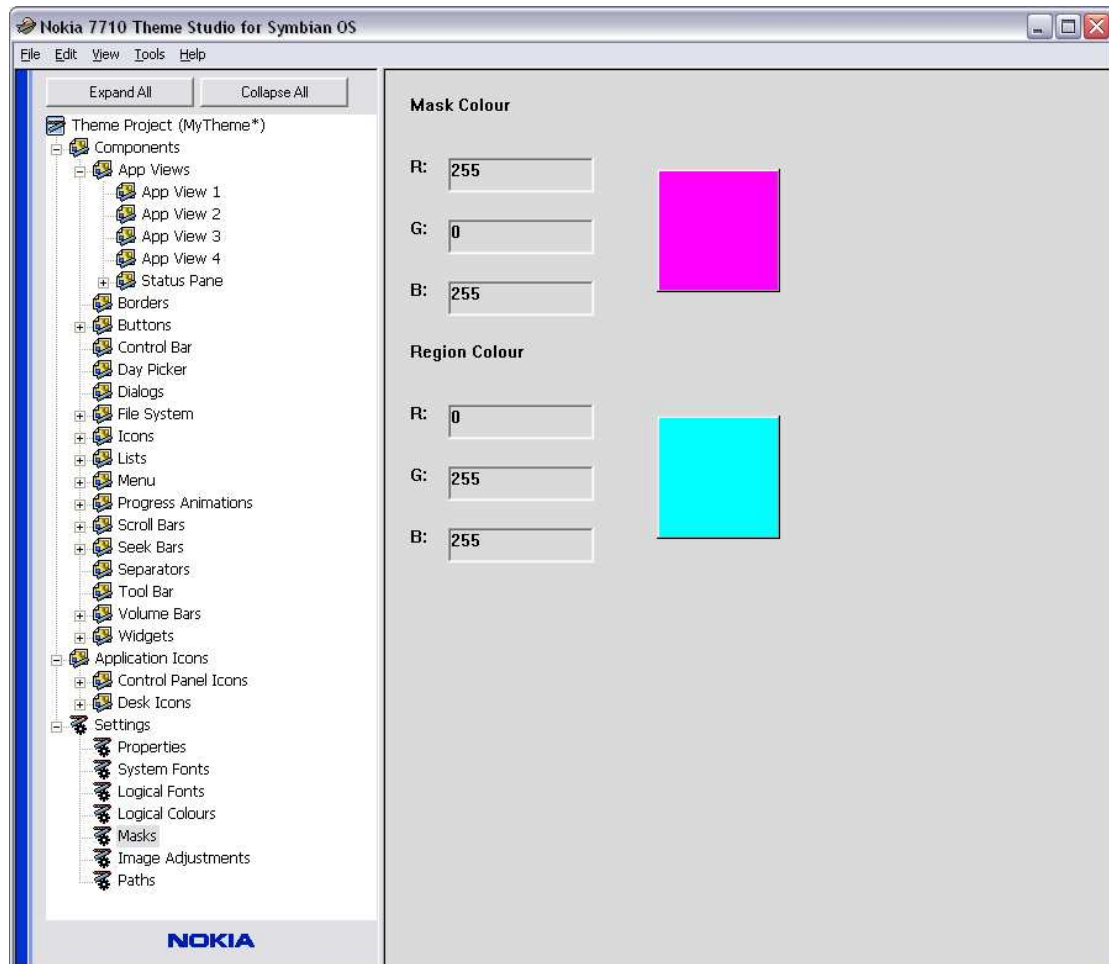 Nokia 7710 Theme Studio for Symbian OS
File Edit View Tools Help
Expand All Collapse All
Theme Project (MyTheme*)
Components
App Views
App View 1
App View 2
App View 3
App View 4
Status Pane
Borders
Buttons
Control Bar
Day Picker
Dialogs
File System
Icons
Lists
Menu
Progress Animations
Scroll Bars
Seek Bars
Separators
Tool Bar
Volume Bars
Widgets
Application Icons
Control Panel Icons
Desk Icons
Settings
Properties
System Fonts
Logical Fonts
Logical Colours
Masks
Image Adjustments
Paths
NOKIA
Mask Colour
R: 255
G: 0
B: 255
Region Colour
R: 0
G: 255
B: 255